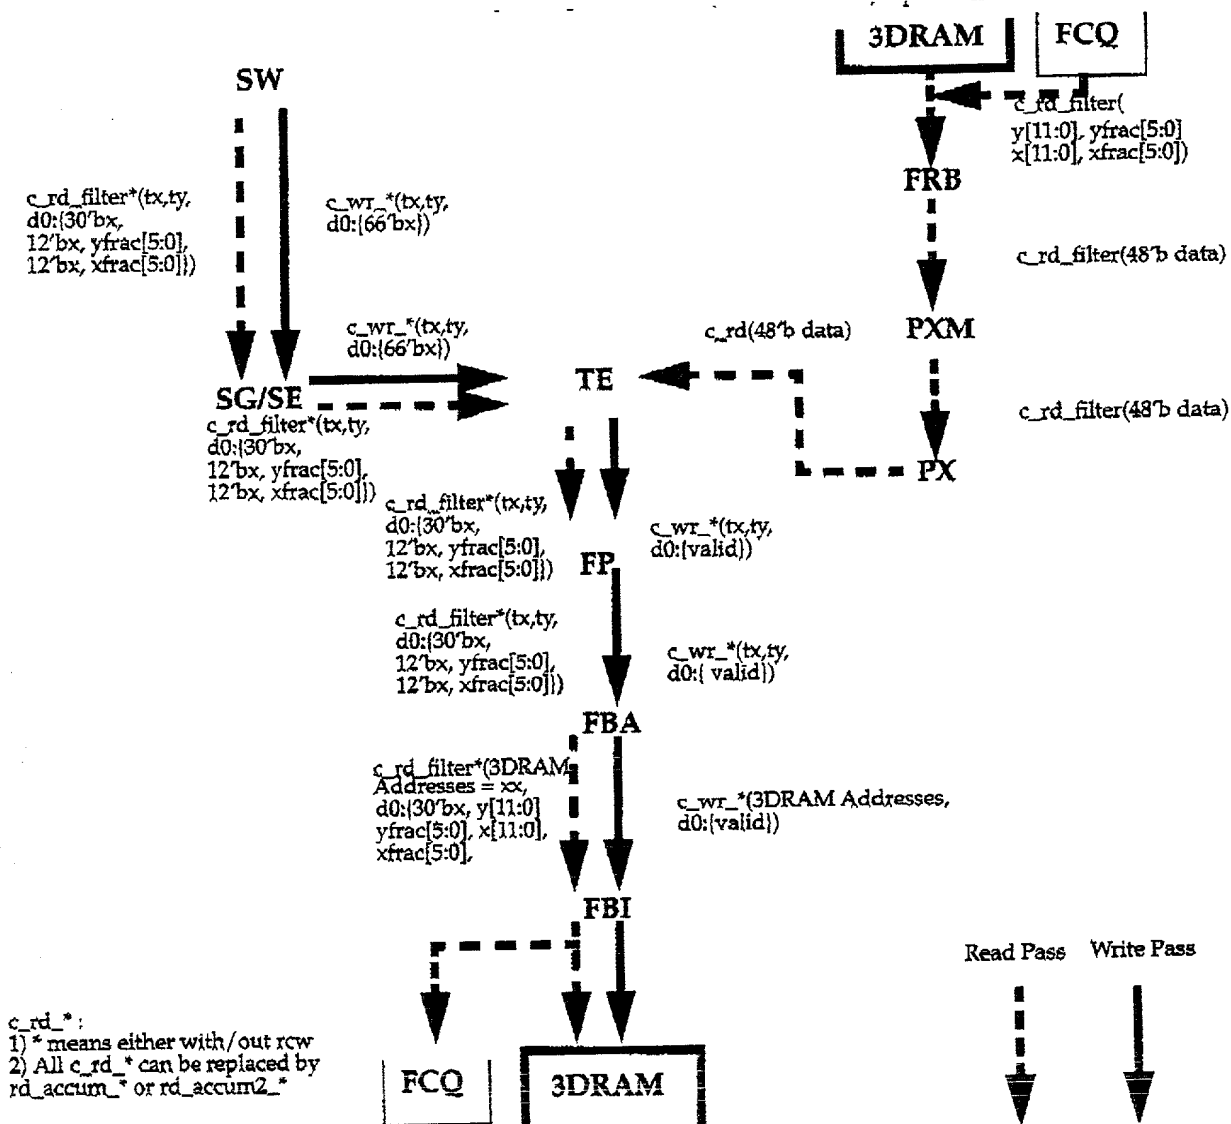 3DRAM
FCQ
SW
c_rd_filter(
y[11:0], yfrac[5:0]
x[11:0], xfrac[5:0])
FRB
c_rd_filter*(tx,ty,
d0:{30'bx,
12'bx, yfrac[5:0],
12'bx, xfrac[5:0]})
c_wr_*(tx,ty,
d0:{66'bx})
c_rd_filter(48'b data)
c_wr_*(tx,ty,
d0:{66'bx})
c_rd(48'b data)
PXM
SG/SE
TE
c_rd_filter(48'b data)
c_rd_filter*(tx,ty,
d0:{30'bx,
12'bx, yfrac[5:0],
12'bx, xfrac[5:0]})
PX
c_rd_filter*(tx,ty,
d0:{30'bx,
12'bx, yfrac[5:0],
12'bx, xfrac[5:0]})
c_wr_*(tx,ty,
d0:{valid})
FP
c_rd_filter*(tx,ty,
d0:{30'bx,
12'bx, yfrac[5:0],
12'bx, xfrac[5:0]})
c_wr_*(tx,ty,
d0:{ valid})
FBA
c_rd_filter*(3DRAM
Addresses = xx,
d0:{30'bx, y[11:0]
yfrac[5:0], x[11:0],
xfrac[5:0],
c_wr_*(3DRAM Addresses,
d0:{valid})
FBI
Read Pass
Write Pass
c_rd_* :
1) * means either with/out rcw
2) All c_rd_* can be replaced by
rd_accum_* or rd_accum2_*
FCQ
3DRAM